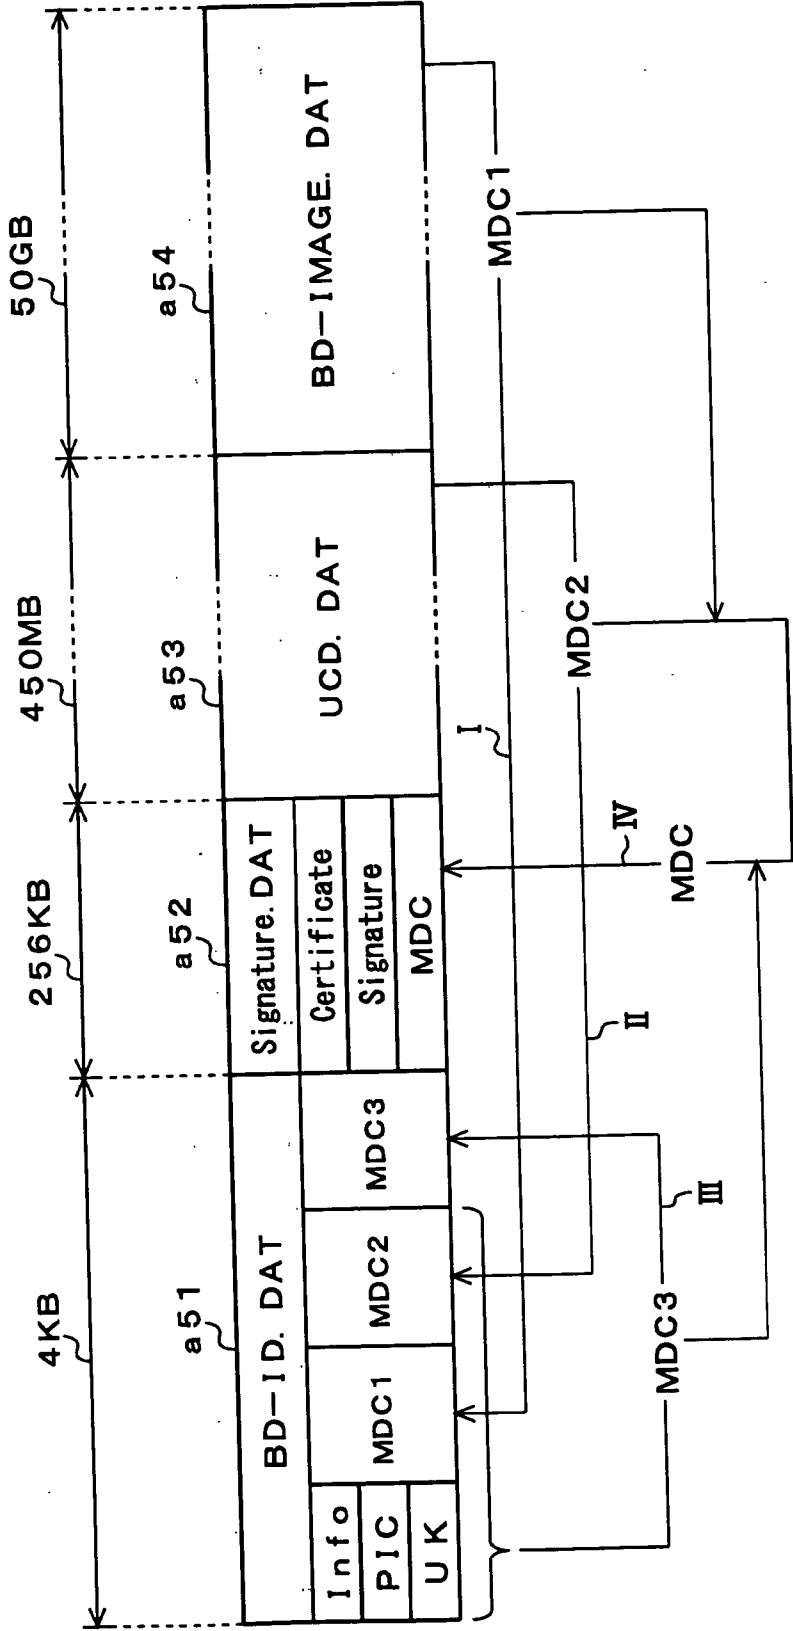 4KB
256KB
450MB
50GB
a51
a52
a53
a54
BD-ID. DAT
Signature. DAT
UCD. DAT
BD-IMAGE. DAT
Info
PIC
UK
MDC1
MDC2
MDC3
Certificate
Signature
MDC
MDC1
I
MDC2
II
IV
MDC
III
MDC3